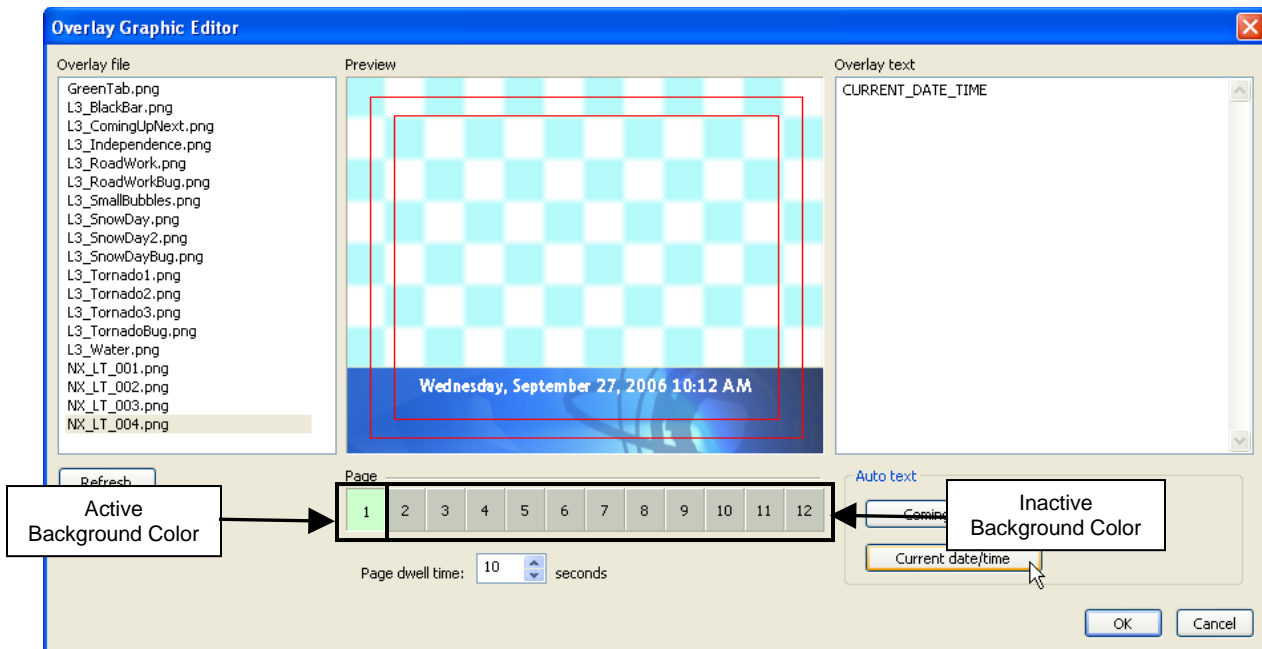 Overlay Graphic Editor
Overlay file
GreenTab.png
L3_BlackBar.png
L3_ComingUpNext.png
L3_Independence.png
L3_RoadWork.png
L3_RoadWorkBug.png
L3_SmallBubbles.png
L3_SnowDay.png
L3_SnowDay2.png
L3_SnowDayBug.png
L3_Tornado1.png
L3_Tornado2.png
L3_Tornado3.png
L3_TornadoBug.png
L3_Water.png
NX_LT_001.png
NX_LT_002.png
NX_LT_003.png
NX_LT_004.png
Refresh
Preview
Wednesday, September 27, 2006 10:12 AM
Overlay text
CURRENT_DATE_TIME
Page
1 2 3 4 5 6 7 8 9 10 11 12
Page dwell time: 10 seconds
Auto text
Coming
Current date/time
Active
Background Color
Inactive
Background Color
OK Cancel